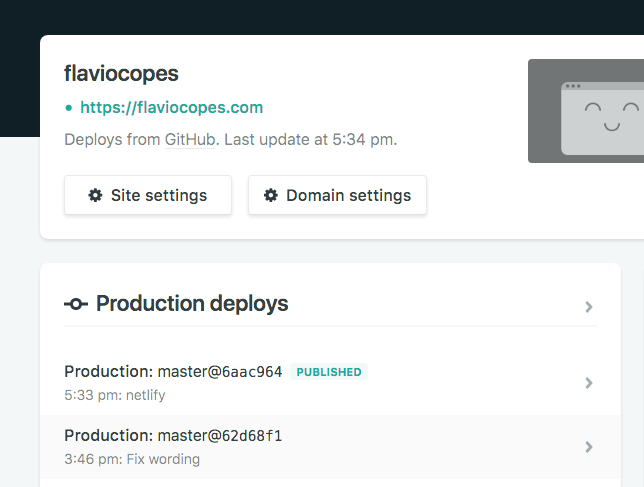 flaviocopes
https://flaviocopes.com
Deploys from GitHub. Last update at 5:34 pm.
Site settings
Domain settings
Production deploys
Production: master@6aac964 PUBLISHED
5:33 pm: netlify
Production: master@62d68f1
3:46 pm: Fix wording